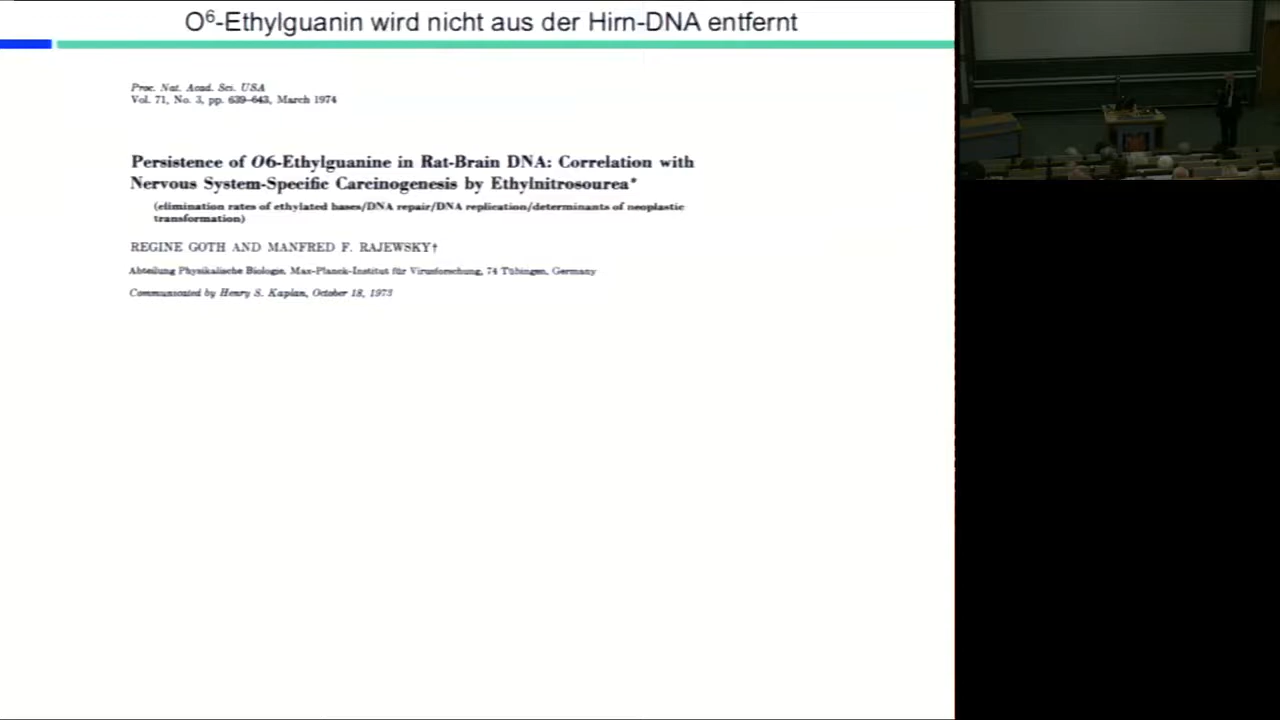 O⁶-Ethylguanin wird nicht aus der Hirn-DNA entfernt
Proc. Nat. Acad. Sci. USA
Vol. 71, No. 3, pp. 639-643, March 1974
Persistence of O6-Ethylguanine in Rat-Brain DNA: Correlation with
Nervous System-Specific Carcinogenesis by Ethylnitrosourea*
(elimination rates of ethylated bases/DNA repair/DNA replication/determinants of neoplastic
transformation)
REGINE GOTH AND MANFRED F. RAJEWSKY†
Abteilung Physikalische Biologie, Max-Planck-Institut für Virusforschung, 74 Tübingen, Germany
Communicated by Henry S. Kaplan, October 18, 1973